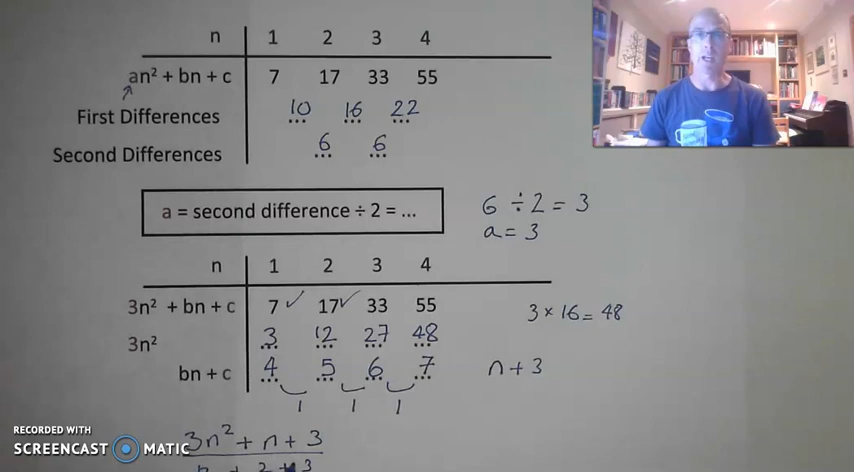 n 1 2 3 4
an² + bn + c 7 17 33 55
First Differences 10 16 22
Second Differences 6 6
a = second difference ÷ 2 = ...
6 ÷ 2 = 3
a = 3
n 1 2 3 4
3n² + bn + c 7 ✓ 17 ✓ 33 55
3 × 16 = 48
3n² 3 12 27 48
bn + c 4 5 6 7
n + 3
1 1 1
3n² + n + 3
RECORDED WITH
SCREENCAST MATIC